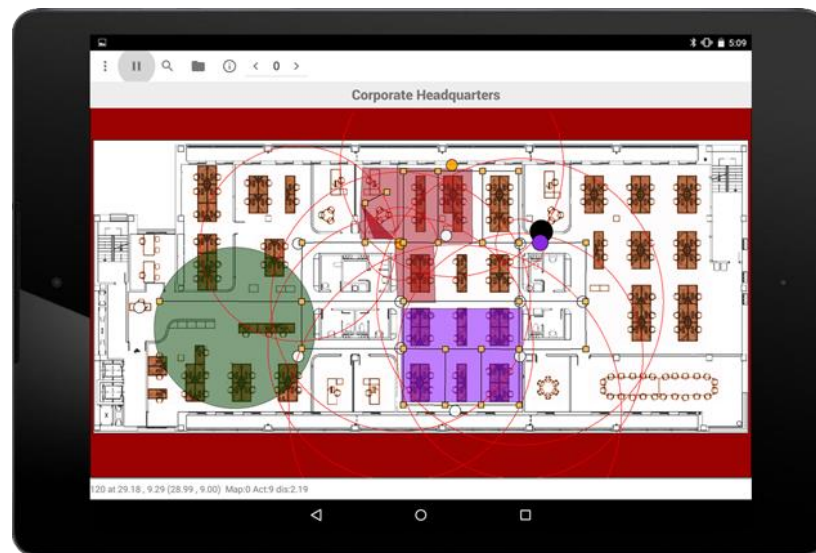 5:09
0
Corporate Headquarters
120 at 29.18 , 9.29 (28.99 , 9.00) Map:0 Act:9 dis:2.19